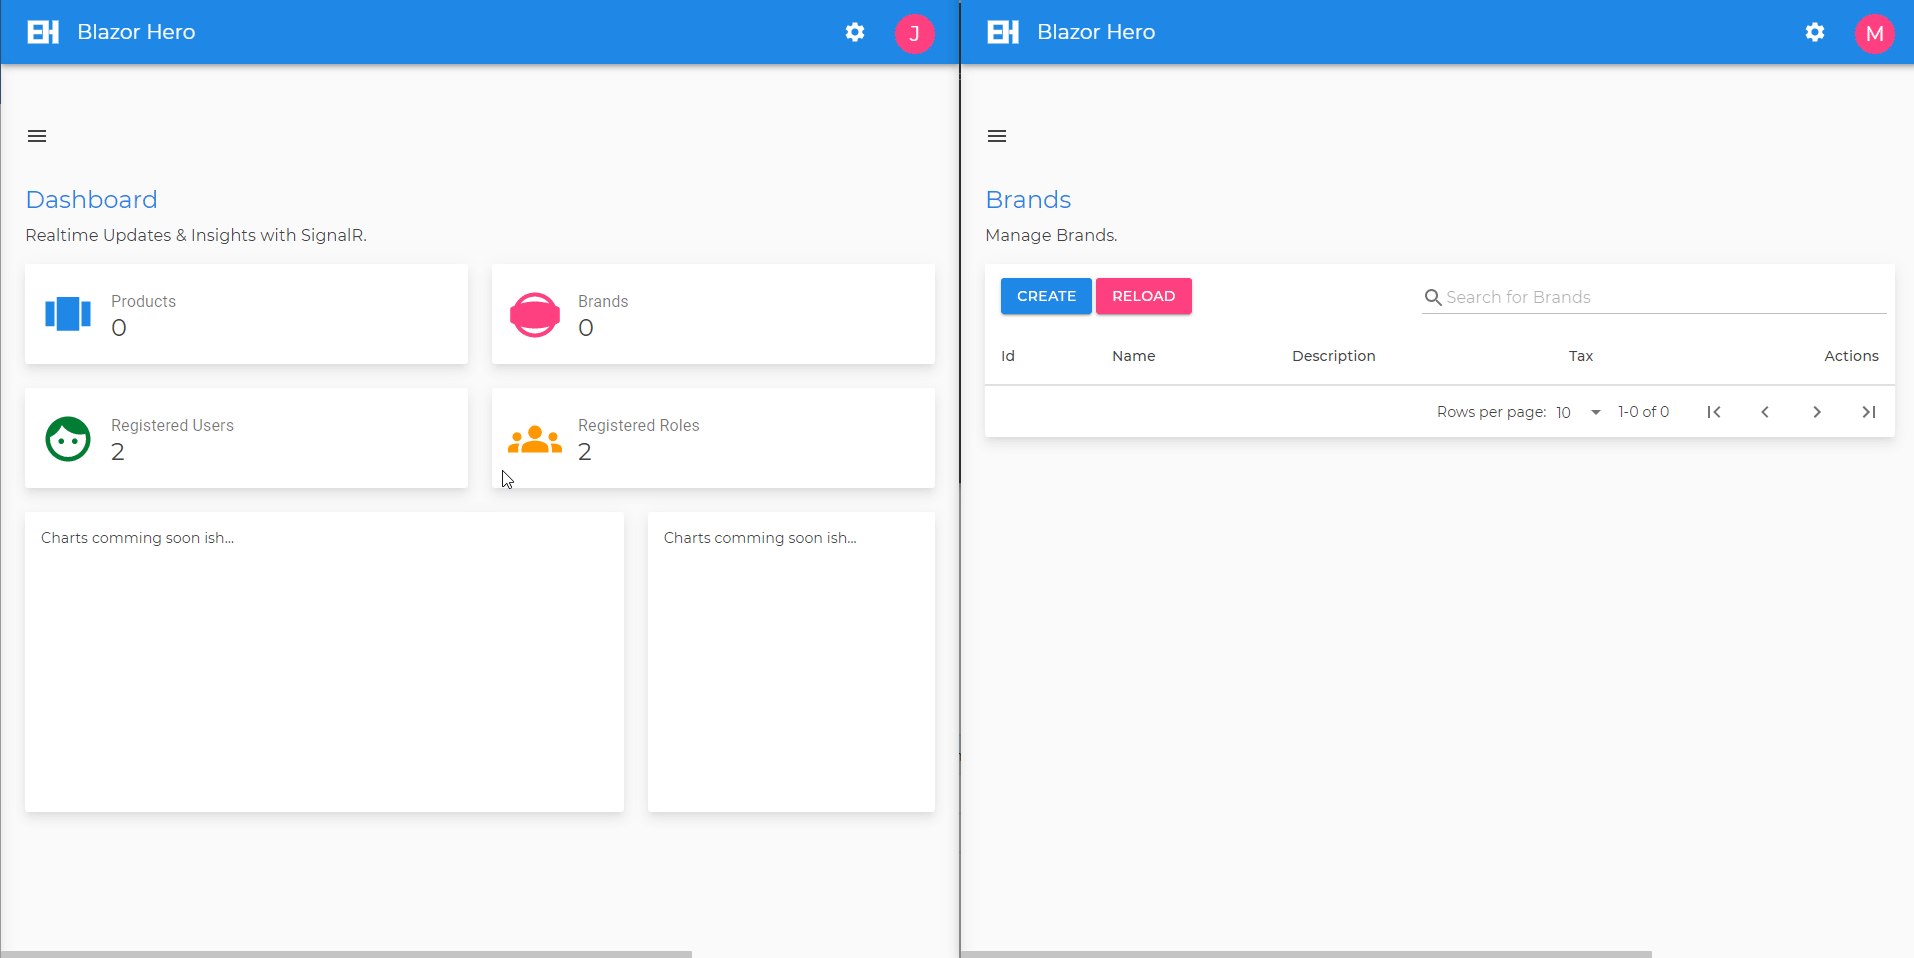 BH Blazor Hero
J
Dashboard
Realtime Updates & Insights with SignalR.
Products
0
Brands
0
Registered Users
2
Registered Roles
2
Charts comming soon ish...
Charts comming soon ish...
BH Blazor Hero
M
Brands
Manage Brands.
CREATE RELOAD Search for Brands
Id Name Description Tax Actions
Rows per page: 10 1-0 of 0